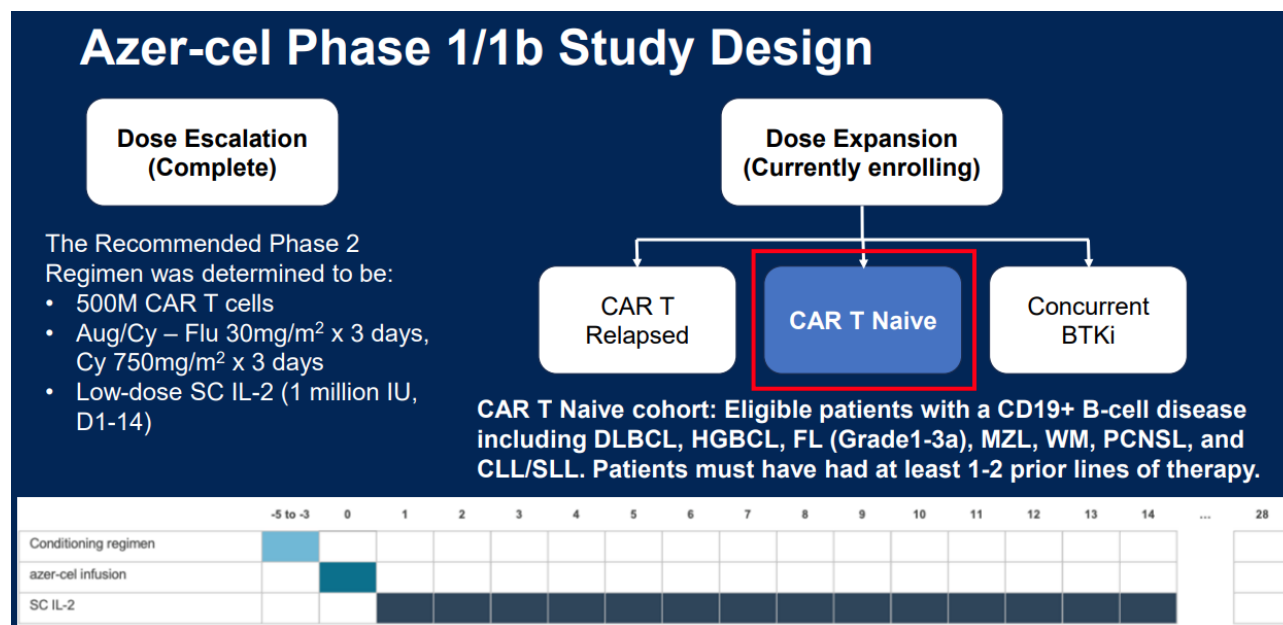 Azer-cel Phase 1/1b Study Design
Dose Escalation
(Complete)
The Recommended Phase 2
Regimen was determined to be:
• 500M CAR T cells
• Aug/Cy – Flu 30mg/m² x 3 days,
Cy 750mg/m² x 3 days
• Low-dose SC IL-2 (1 million IU,
D1-14)
Dose Expansion
(Currently enrolling)
CAR T
Relapsed
CAR T Naive
Concurrent
BTKi
CAR T Naive cohort: Eligible patients with a CD19+ B-cell disease
including DLBCL, HGBCL, FL (Grade1-3a), MZL, WM, PCNSL, and
CLL/SLL. Patients must have had at least 1-2 prior lines of therapy.
-5 to -3 0 1 2 3 4 5 6 7 8 9 10 11 12 13 14 ... 28
Conditioning regimen
azer-cel infusion
SC IL-2